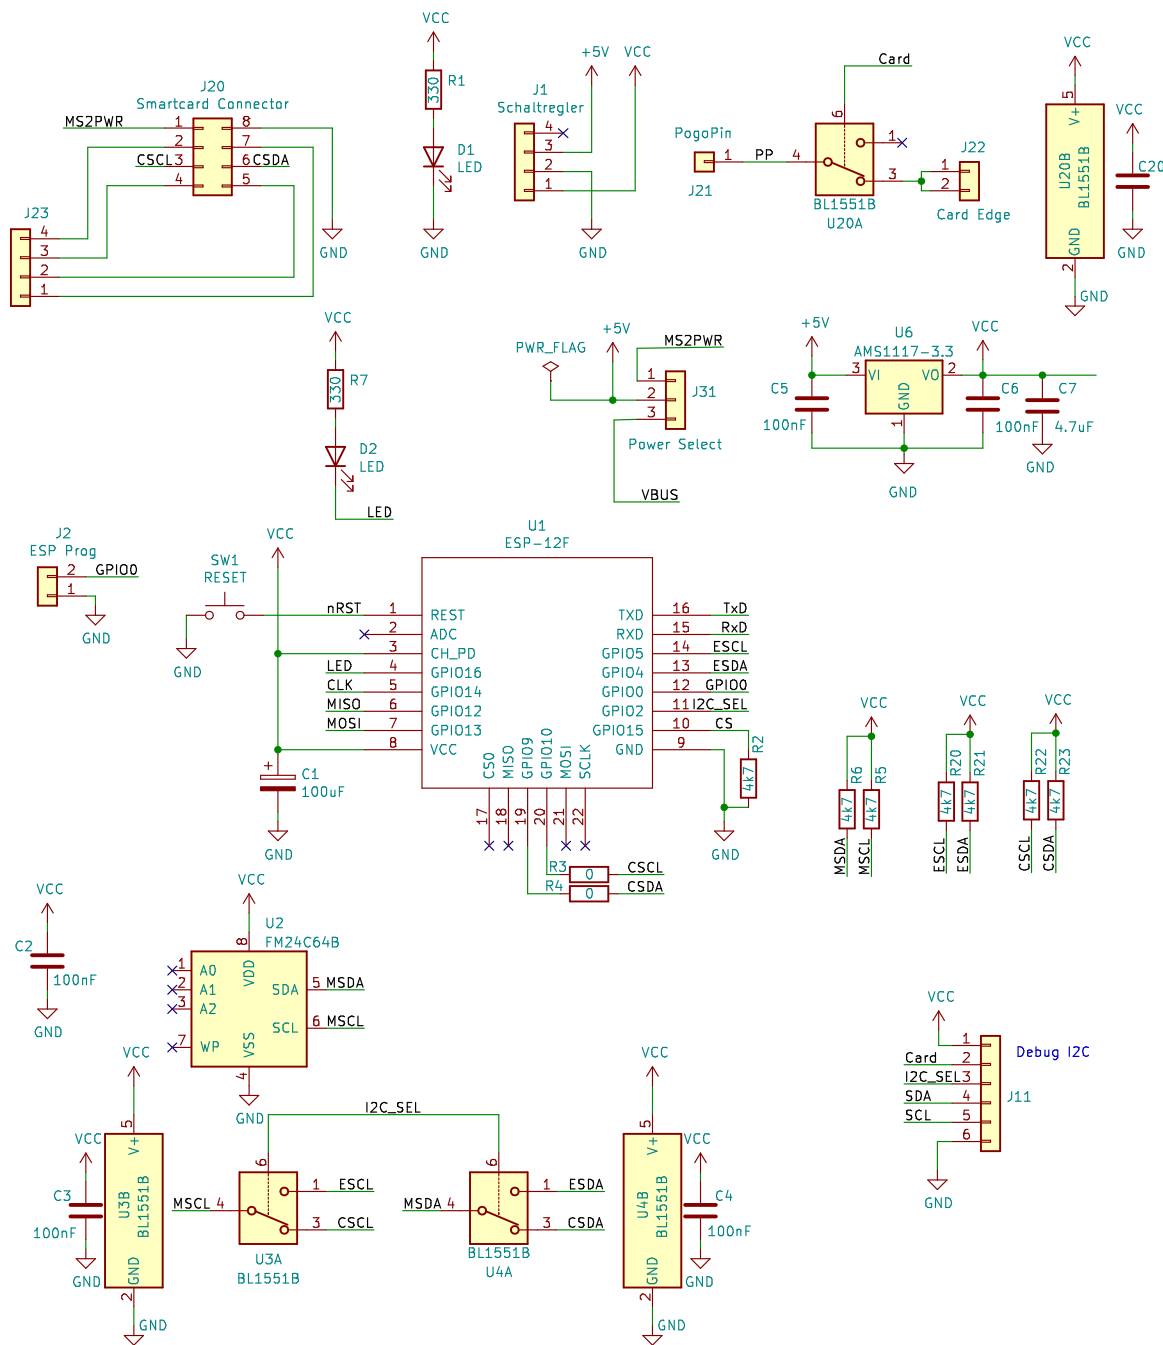 J20
Smartcard Connector
MS2PWR
1
2
CSCL
3
4
8
7
6
CSDA
5
GND
J23
4
3
2
1
VCC
R1
330
D1
LED
GND
J1
Schaltregler
+5V
VCC
4
3
2
1
GND
Card
PogoPin
1
PP
J21
4
6
1
3
BL1551B
U20A
J22
1
2
Card Edge
VCC
5
V+
U20B
BL1551B
GND
2
GND
VCC
C20
GND
VCC
R7
330
D2
LED
LED
PWR_FLAG
+5V
MS2PWR
1
2
3
J31
Power Select
VBUS
+5V
U6
AMS1117-3.3
VCC
3
VI
VO
2
GND
1
C5
100nF
C6
100nF
C7
4.7uF
GND
GND
J2
ESP Prog
2
GPIO0
1
GND
SW1
RESET
GND
VCC
U1
ESP-12F
nRST
1
REST
2
ADC
3
CH_PD
LED
4
GPIO16
CLK
5
GPIO14
MISO
6
GPIO12
MOSI
7
GPIO13
8
VCC
TXD
16
TxD
RXD
15
RxD
GPIO5
14
ESCL
GPIO4
13
ESDA
GPIO0
12
GPIO0
GPIO2
11
I2C_SEL
GPIO15
10
CS
GND
9
CS0
MISO
GPIO9
GPIO10
MOSI
SCLK
17
18
19
20
21
22
C1
100uF
GND
R2
4k7
GND
R3
0
CSCL
R4
0
CSDA
VCC
R6
R5
4k7
4k7
MSDA
MSCL
VCC
R20
R21
4k7
4k7
ESCL
ESDA
VCC
R22
R23
4k7
4k7
CSCL
CSDA
VCC
C2
100nF
GND
VCC
U2
FM24C64B
8
VDD
1
A0
2
A1
3
A2
7
WP
SDA
5
MSDA
SCL
6
MSCL
VSS
4
GND
VCC
Debug I2C
1
Card
2
I2C_SEL
3
SDA
4
SCL
5
6
J11
GND
VCC
5
V+
U3B
BL1551B
GND
2
GND
VCC
C3
100nF
GND
I2C_SEL
MSCL
4
6
1
ESCL
3
CSCL
U3A
BL1551B
MSDA
4
6
1
ESDA
3
CSDA
BL1551B
U4A
VCC
5
V+
U4B
BL1551B
GND
2
GND
VCC
C4
100nF
GND